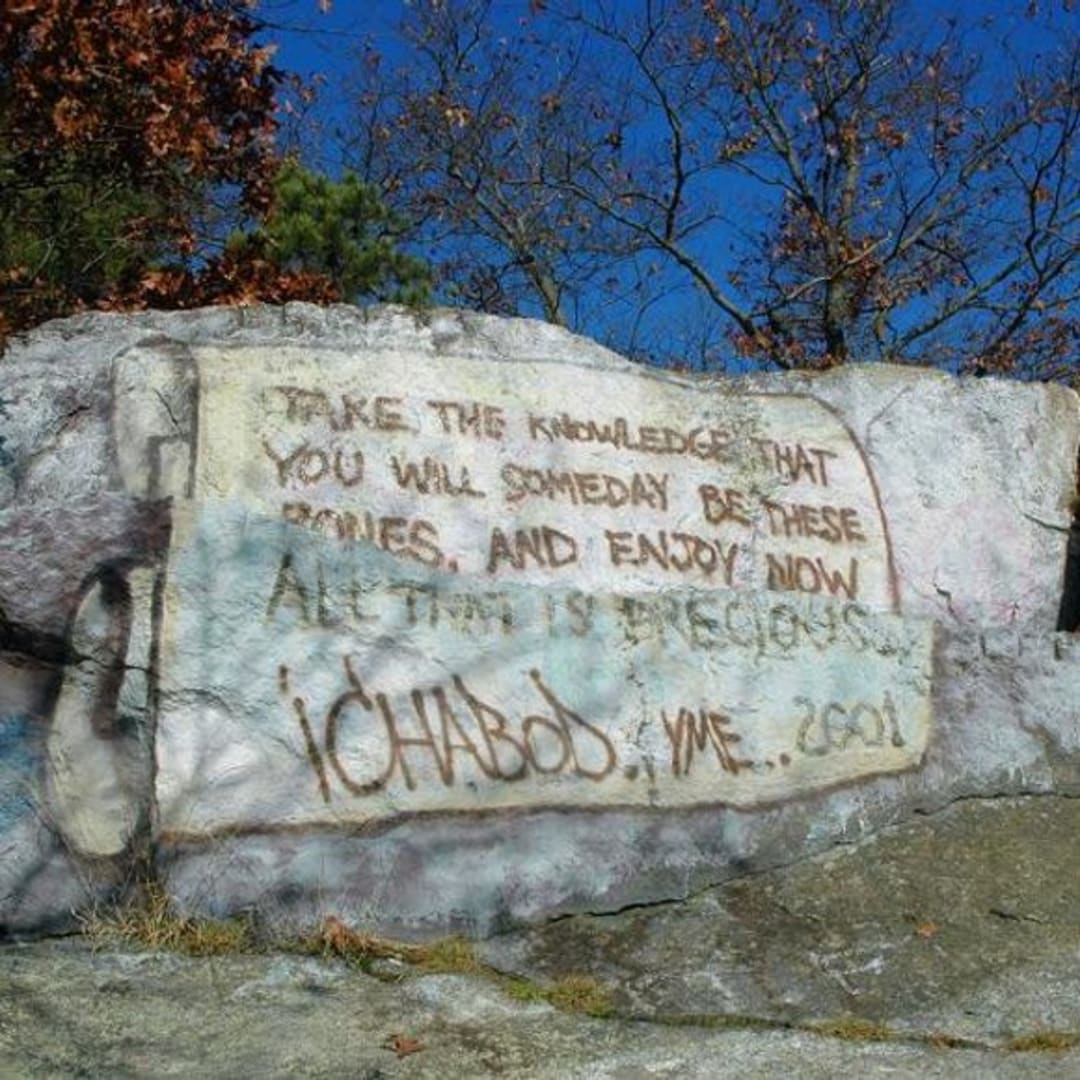 TAKE THE KNOWLEDGE THAT
YOU WILL SOMEDAY BE THESE
BONES. AND ENJOY NOW
ALL THAT IS PRECIOUS...
iCHABOD.. YME.. 2001